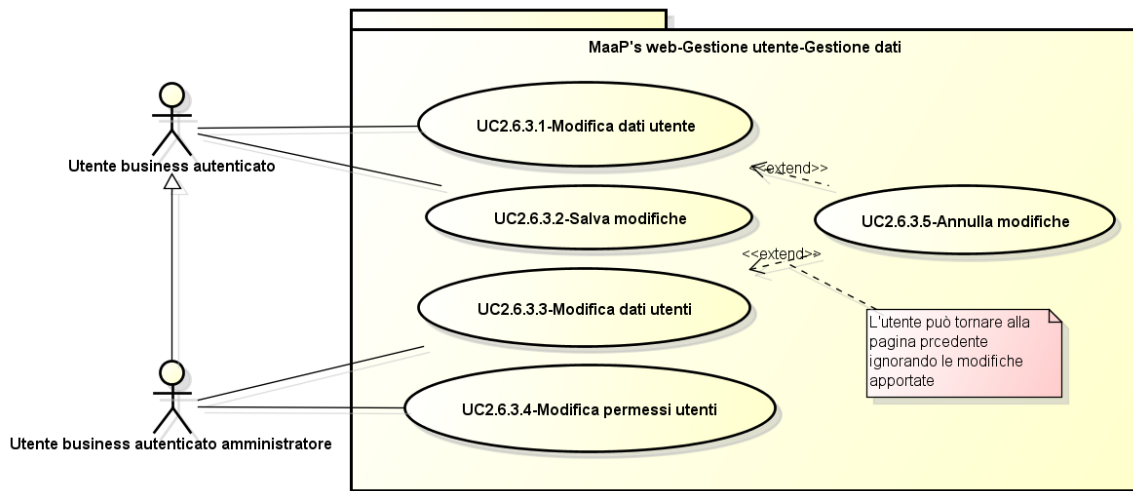 MaaP's web-Gestione utente-Gestione dati
UC2.6.3.1-Modifica dati utente
Utente business autenticato
<<extend>>
UC2.6.3.2-Salva modifiche
UC2.6.3.5-Annulla modifiche
<<extend>>
UC2.6.3.3-Modifica dati utenti
L'utente può tornare alla
pagina prcedente
ignorando le modifiche
apportate
UC2.6.3.4-Modifica permessi utenti
Utente business autenticato amministratore